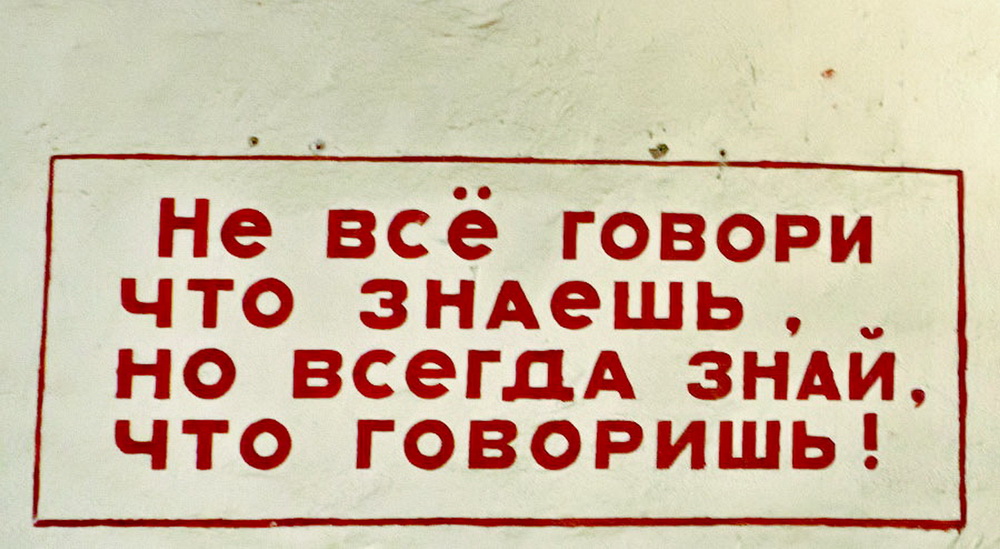 Не всё говори
что знаешь ,
но всегда знай,
что говоришь!